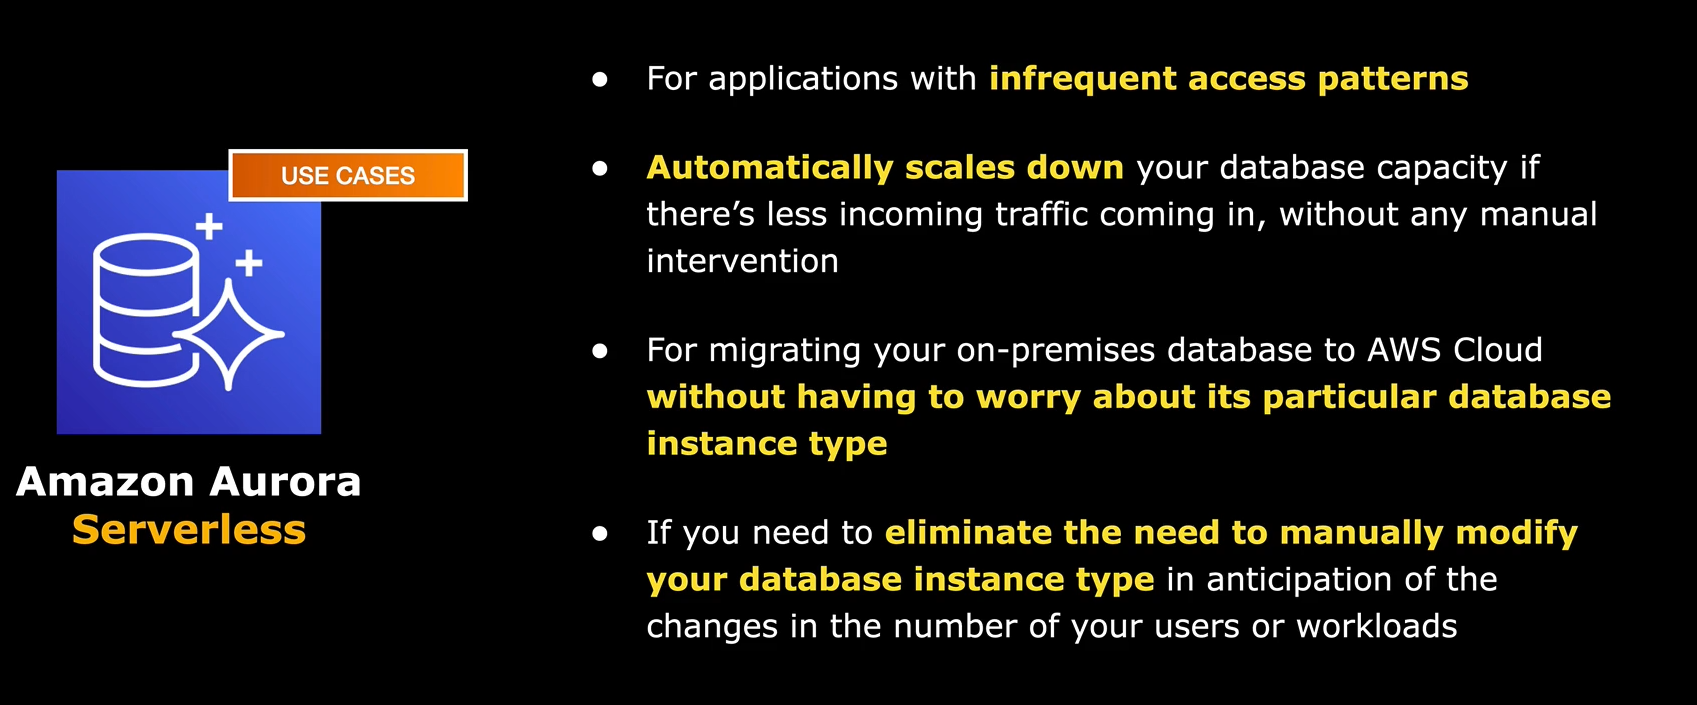 USE CASES
Amazon Aurora
Serverless
● For applications with infrequent access patterns
● Automatically scales down your database capacity if
there’s less incoming traffic coming in, without any manual
intervention
● For migrating your on-premises database to AWS Cloud
without having to worry about its particular database
instance type
● If you need to eliminate the need to manually modify
your database instance type in anticipation of the
changes in the number of your users or workloads